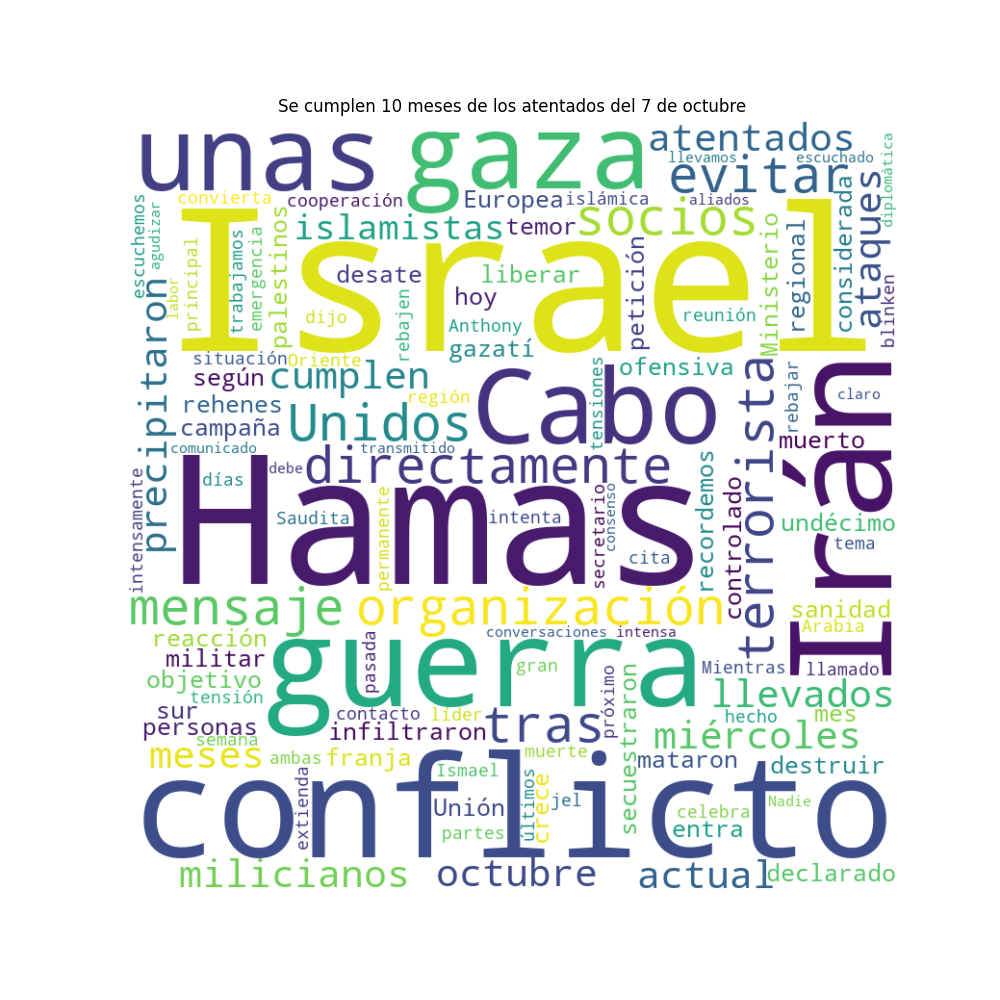 Se cumplen 10 meses de los atentados del 7 de octubre
unas
gaza
atentados
llevamos
escuchado
evitar
diplomática
convierta
cooperación
Europea
islámica
aliados
escuchemos
agudizar
Israel
islamistas
temor
socios
considerada
ataques
palestinos
trabajamos
emergencia
principal
labor
desate
liberar
petición
Ministerio
regional
hoy
dijo
rebajen
Anthony
reunión
blinken
gazatí
precipitaron
situación
Oriente
según
cumplen
ofensiva
tensiones
región
Cabo
terrorista
rebajar
claro
Irán
rehenes
campaña
Unidos
muerto
comunicado
transmitido
debe
directamente
días
intensamente
Hamas
Saudita
permanente
intenta
secretario
consenso
cita
recordemos
controlado
undécimo
tema
mensaje
organización
sanidad
Arabia
reacción
guerra
conversaciones
intensa
militar
pasada
gran
Mientras
llamado
objetivo
tensión
llevados
sur
personas
contacto
líder
infiltraron
tras
próximo
secuestraron
hecho
mes
miércoles
semana
meses
ambas
franja
muerte
mataron
destruir
conflicto
extienda
Ismael
Unión
últimos
crece
jel
partes
celebra
Nadie
entra
milicianos
octubre
actual
declarado